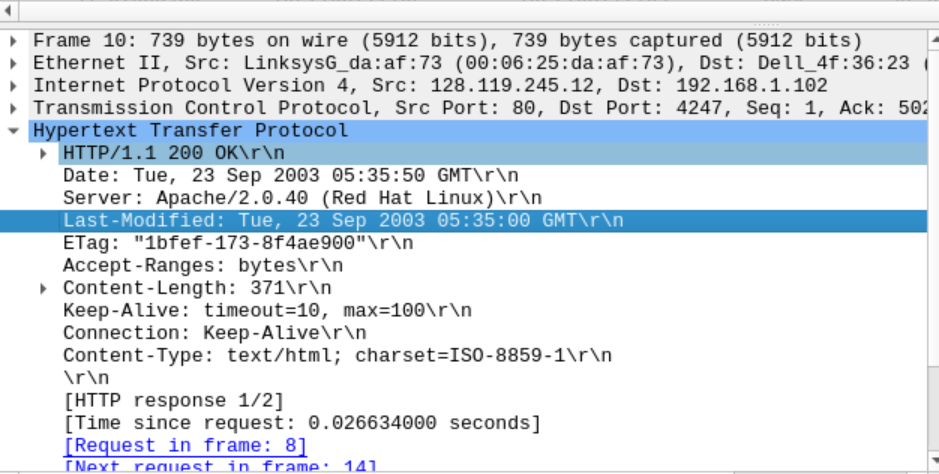 Frame 10: 739 bytes on wire (5912 bits), 739 bytes captured (5912 bits)
Ethernet II, Src: LinksysG_da:af:73 (00:06:25:da:af:73), Dst: Dell_4f:36:23 (
Internet Protocol Version 4, Src: 128.119.245.12, Dst: 192.168.1.102
Transmission Control Protocol, Src Port: 80, Dst Port: 4247, Seq: 1, Ack: 502
Hypertext Transfer Protocol
HTTP/1.1 200 OK\r\n
Date: Tue, 23 Sep 2003 05:35:50 GMT\r\n
Server: Apache/2.0.40 (Red Hat Linux)\r\n
Last-Modified: Tue, 23 Sep 2003 05:35:00 GMT\r\n
ETag: "1bfef-173-8f4ae900"\r\n
Accept-Ranges: bytes\r\n
Content-Length: 371\r\n
Keep-Alive: timeout=10, max=100\r\n
Connection: Keep-Alive\r\n
Content-Type: text/html; charset=ISO-8859-1\r\n
\r\n
[HTTP response 1/2]
[Time since request: 0.026634000 seconds]
[Request in frame: 8]
[Next request in frame: 14]